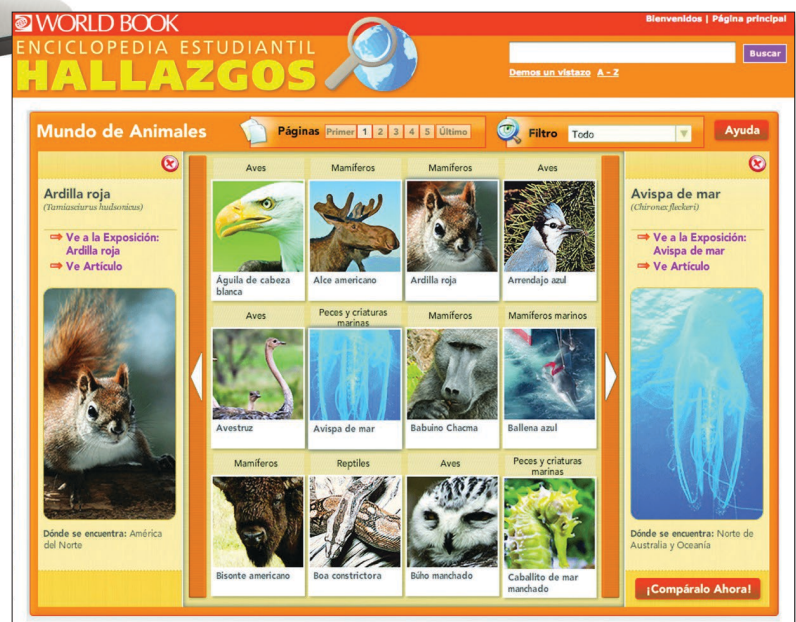 WORLD BOOK
Bienvenidos | Página principal
ENCICLOPEDIA ESTUDIANTIL
HALLAZGOS
Buscar
Demos un vistazo A - Z
Mundo de Animales
Páginas Primer 1 2 3 4 5 Último
Filtro Todo
Ayuda
Ardilla roja
(Tamiasciurus hudsonicus)
Ve a la Exposición:
Ardilla roja
Ve Artículo
Dónde se encuentra: América
del Norte
Aves
Mamíferos
Mamíferos
Aves
Águila de cabeza
blanca
Alce americano
Ardilla roja
Arrendajo azul
Aves
Peces y criaturas
marinas
Mamíferos
Mamíferos marinos
Avestruz
Avispa de mar
Babuino Chacma
Ballena azul
Mamíferos
Reptiles
Aves
Peces y criaturas
marinas
Bisonte americano
Boa constrictora
Búho manchado
Caballito de mar
manchado
Avispa de mar
(Chironex fleckeri)
Ve a la Exposición:
Avispa de mar
Ve Artículo
Dónde se encuentra: Norte de
Australia y Oceanía
¡Compáralo Ahora!